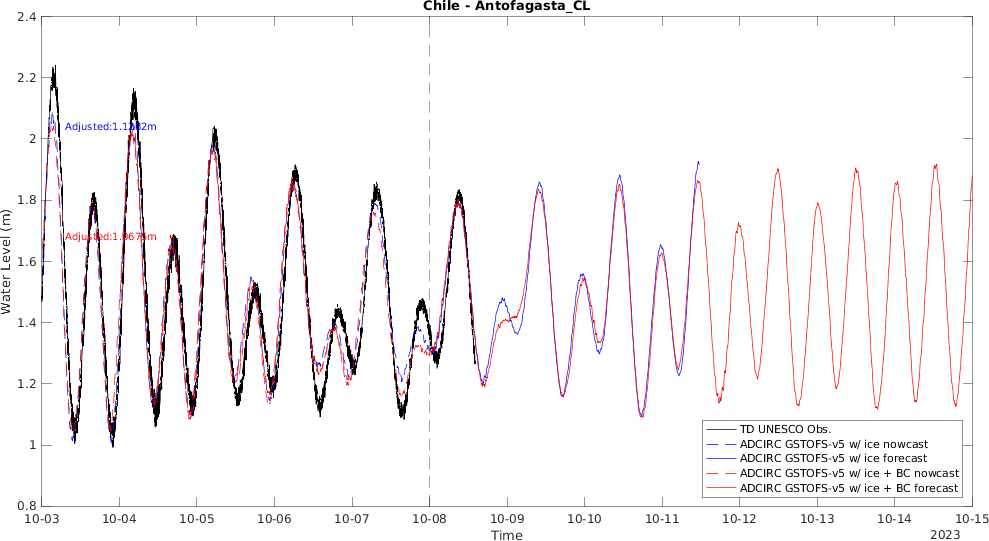 Chile - Antofagasta_CL
2.4
2.2
2
1.8
1.6
1.4
1.2
1
0.8
Water Level (m)
Adjusted:
Adjusted:
10-03 10-04 10-05 10-06 10-07 10-08 10-09 10-10 10-11 10-12 10-13 10-14 10-15
Time
2023
TD UNESCO Obs.
ADCIRC GSTOFS-v5 w/ ice nowcast
ADCIRC GSTOFS-v5 w/ ice forecast
ADCIRC GSTOFS-v5 w/ ice + BC nowcast
ADCIRC GSTOFS-v5 w/ ice + BC forecast